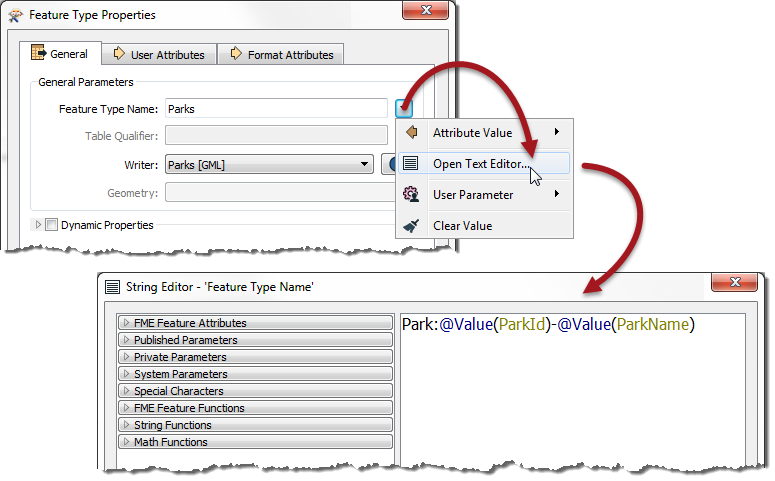 Feature Type Properties
General
User Attributes
Format Attributes
General Parameters
Feature Type Name: Parks
Table Qualifier:
Writer: Parks [GML]
Geometry:
Dynamic Properties
Attribute Value
Open Text Editor...
User Parameter
Clear Value
String Editor - 'Feature Type Name'
FME Feature Attributes
Published Parameters
Private Parameters
System Parameters
Special Characters
FME Feature Functions
String Functions
Math Functions
Park:@Value(ParkId)-@Value(ParkName)